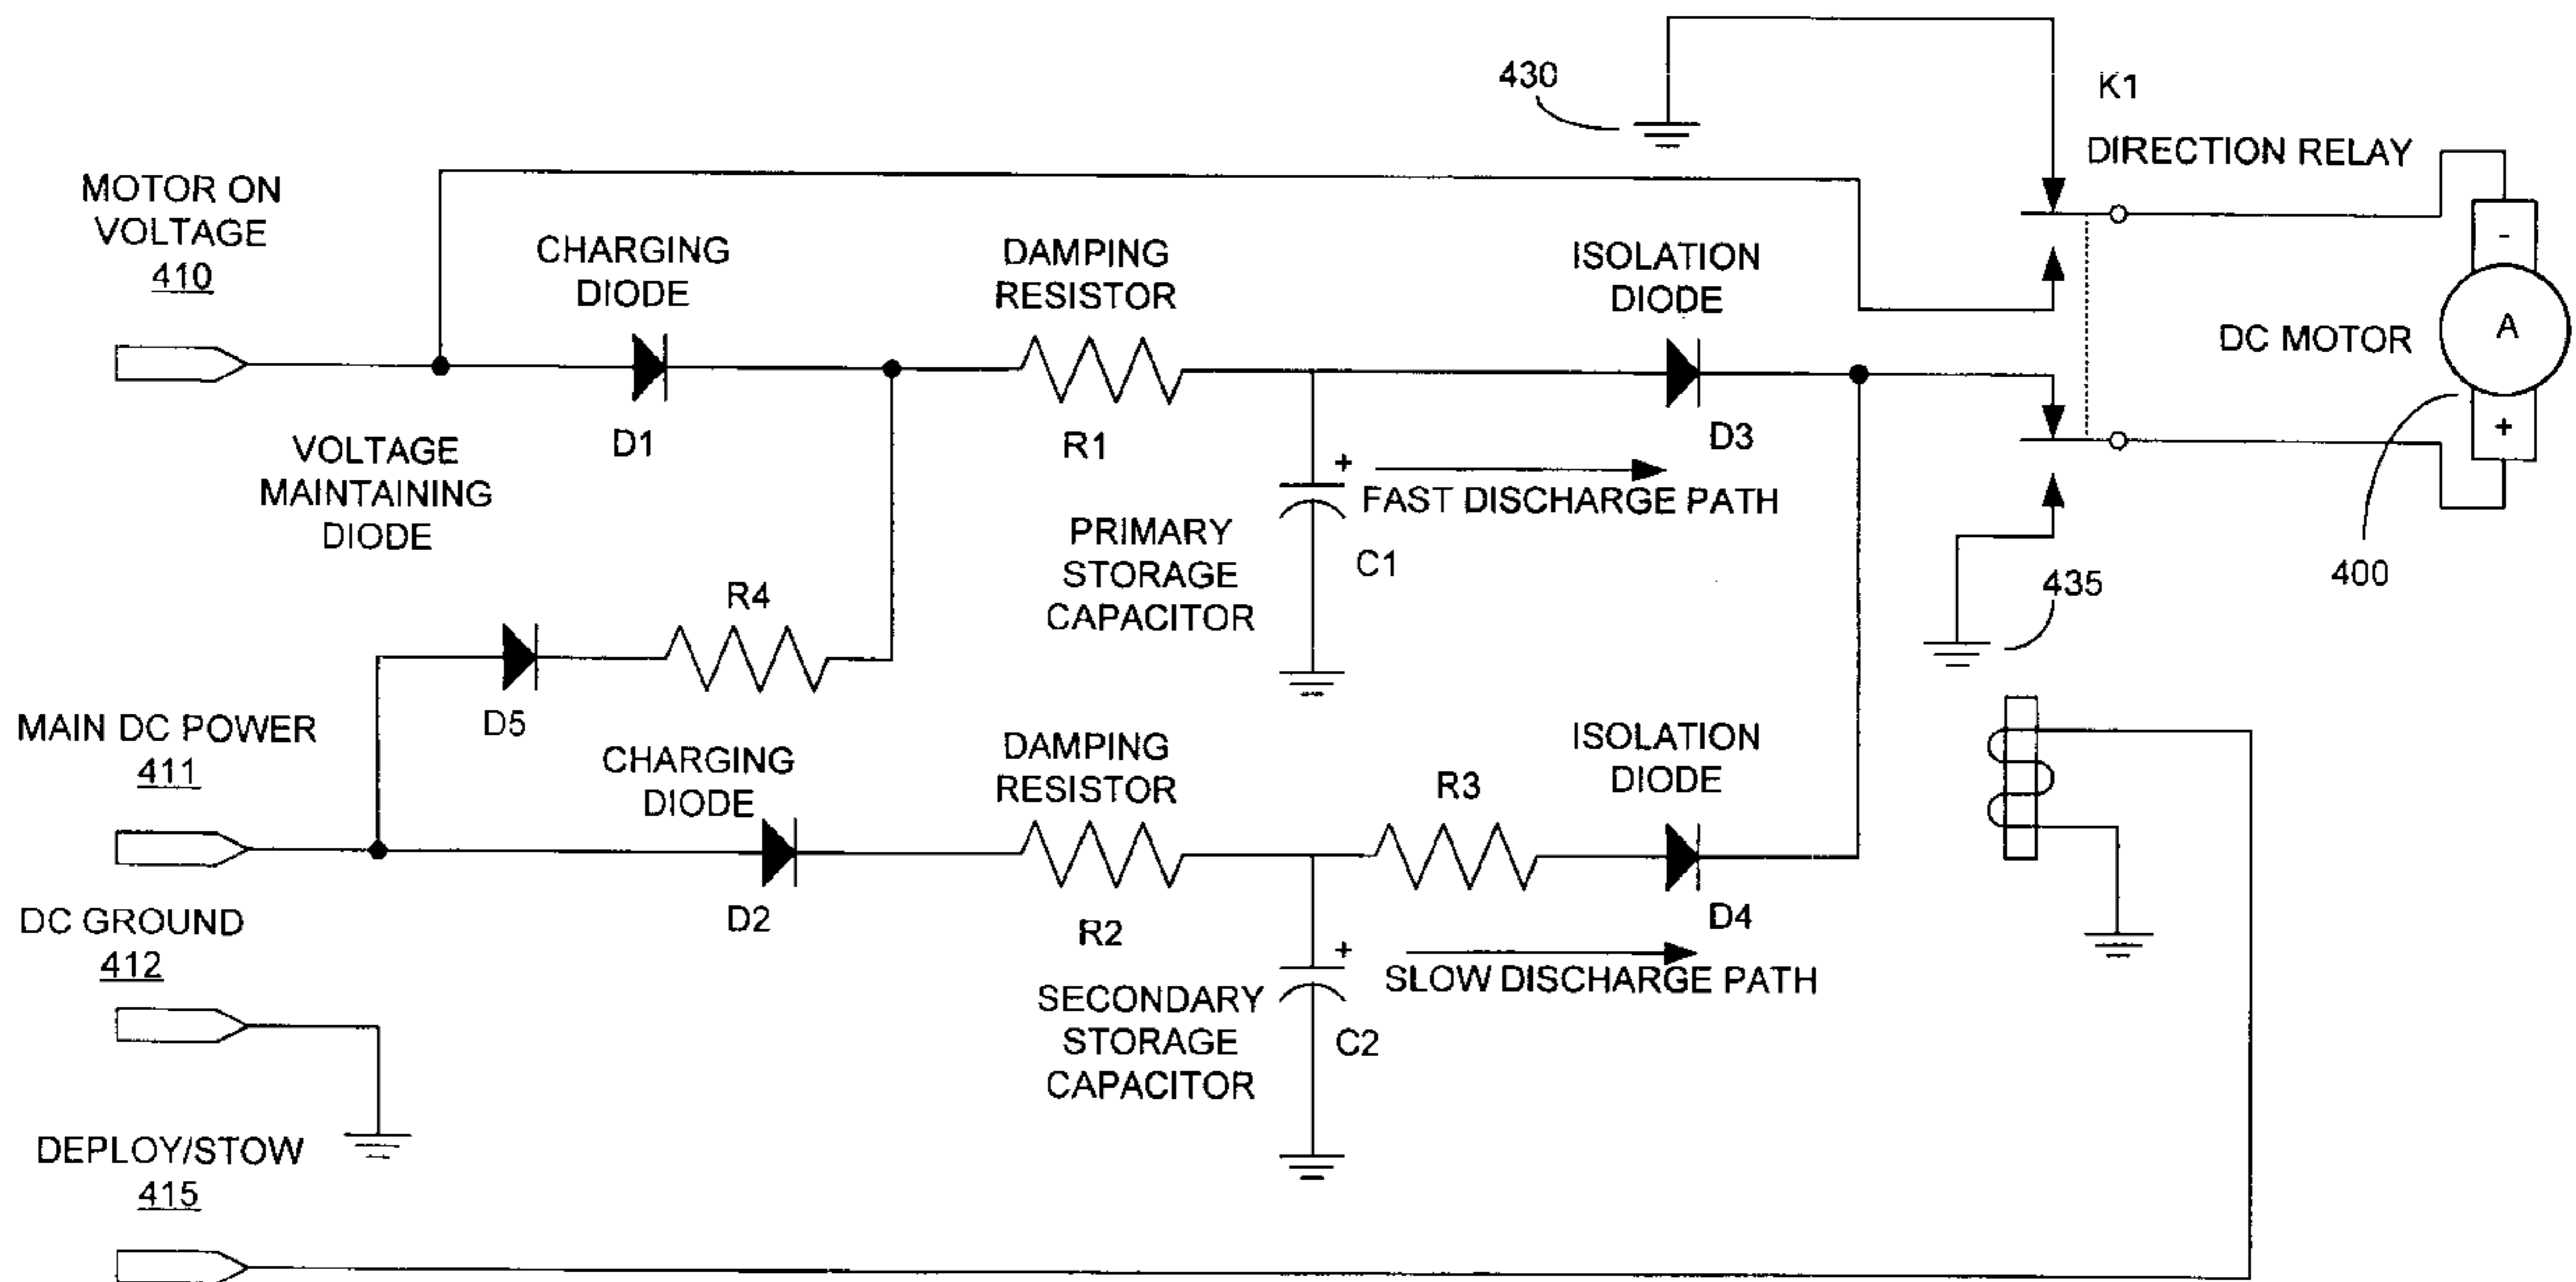 430
K1
DIRECTION RELAY
MOTOR ON
VOLTAGE
410
CHARGING
DIODE
DAMPING
RESISTOR
ISOLATION
DIODE
-
A
+
DC MOTOR
D1
R1
D3
VOLTAGE
MAINTAINING
DIODE
+
FAST DISCHARGE PATH
PRIMARY
STORAGE
CAPACITOR
C1
400
435
R4
D5
MAIN DC POWER
411
CHARGING
DIODE
DAMPING
RESISTOR
ISOLATION
DIODE
R3
D2
R2
D4
DC GROUND
412
+
SLOW DISCHARGE PATH
SECONDARY
STORAGE
CAPACITOR
C2
DEPLOY/STOW
415